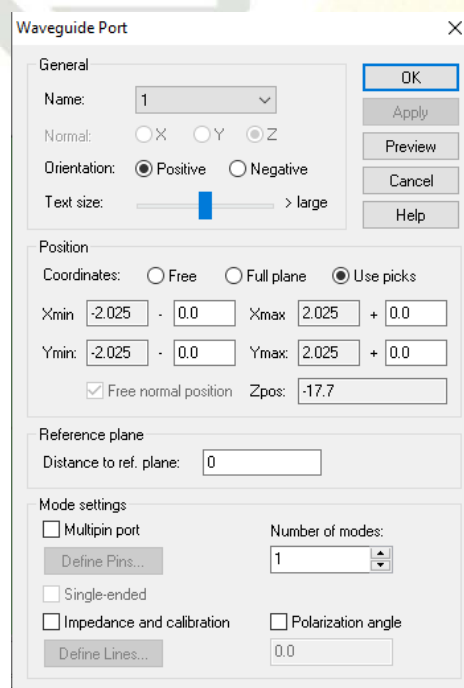 Waveguide Port
General
OK
Name: 1
Apply
Normal: X Y Z
Preview
Orientation: Positive Negative
Cancel
Text size: > large
Help
Position
Coordinates: Free Full plane Use picks
Xmin -2.025 - 0.0 Xmax 2.025 + 0.0
Ymin: -2.025 - 0.0 Ymax: 2.025 + 0.0
Free normal position Zpos: -17.7
Reference plane
Distance to ref. plane: 0
Mode settings
Multipin port Number of modes:
Define Pins... 1
Single-ended
Impedance and calibration Polarization angle
Define Lines... 0.0